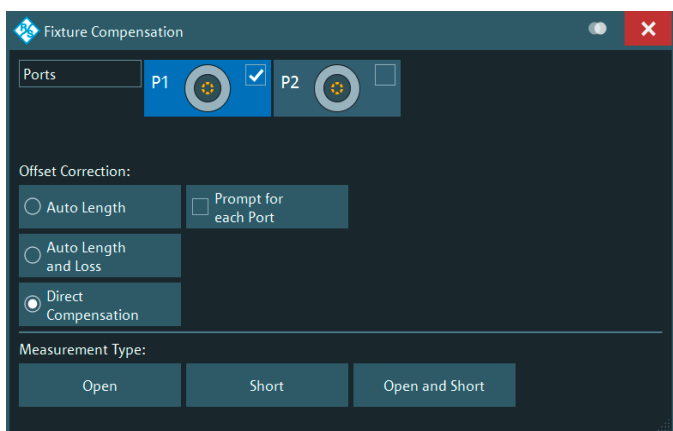 Fixture Compensation
Ports
P1
P2
Offset Correction:
Auto Length
Prompt for
each Port
Auto Length
and Loss
Direct
Compensation
Measurement Type:
Open
Short
Open and Short